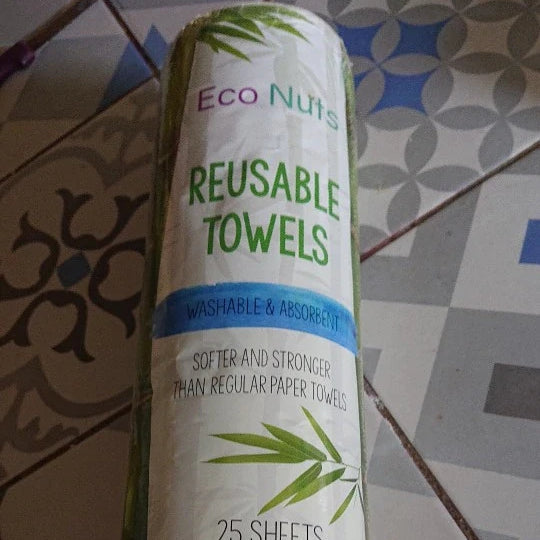 Eco Nuts
REUSABLE
TOWELS
WASHABLE & ABSORBENT
SOFTER AND STRONGER
THAN REGULAR PAPER TOWELS
25 SHEETS